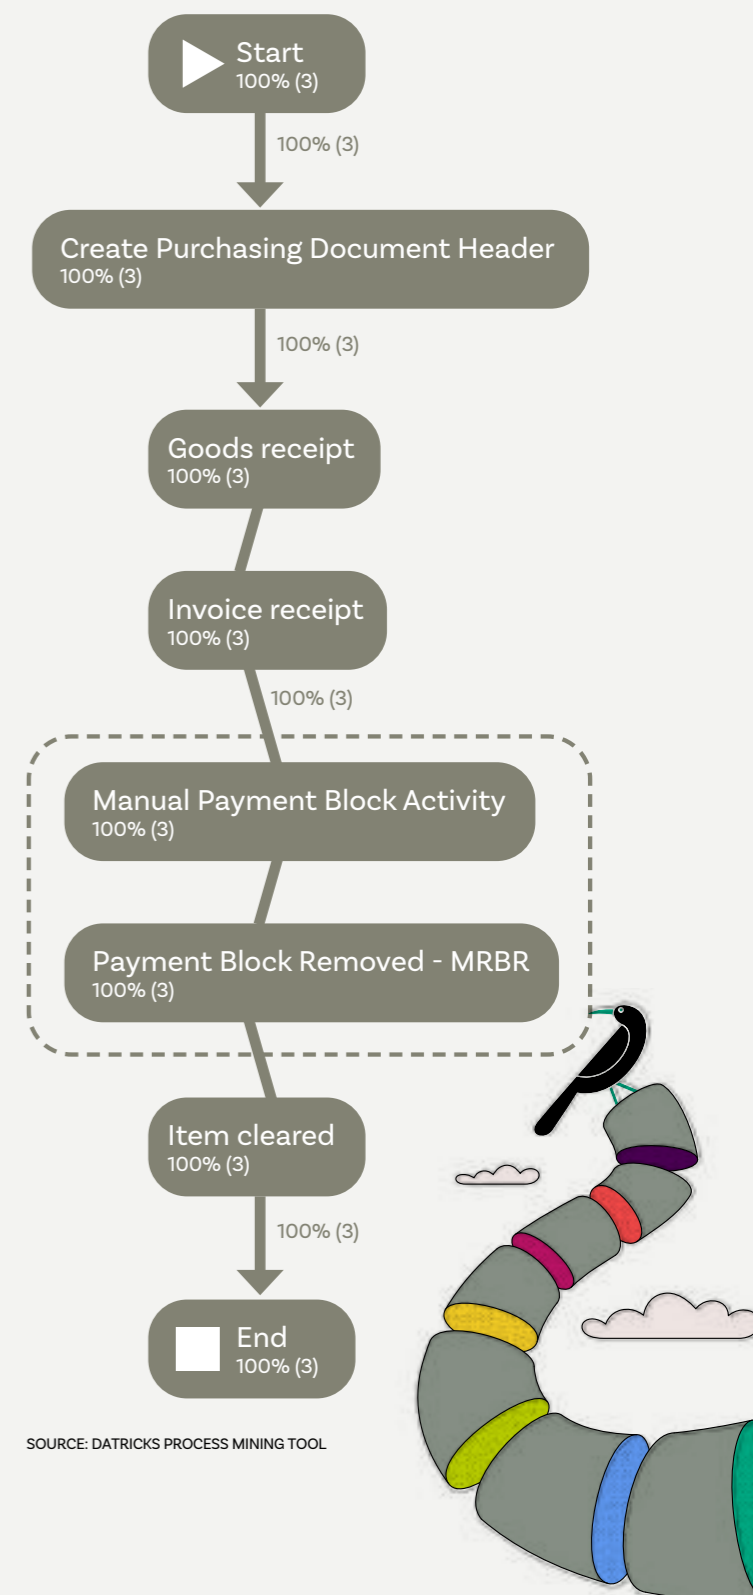 Start
100% (3)
100% (3)
Create Purchasing Document Header
100% (3)
100% (3)
Goods receipt
100% (3)
Invoice receipt
100% (3)
100% (3)
Manual Payment Block Activity
100% (3)
Payment Block Removed - MRBR
100% (3)
Item cleared
100% (3)
100% (3)
End
100% (3)
SOURCE: DATRICKS PROCESS MINING TOOL